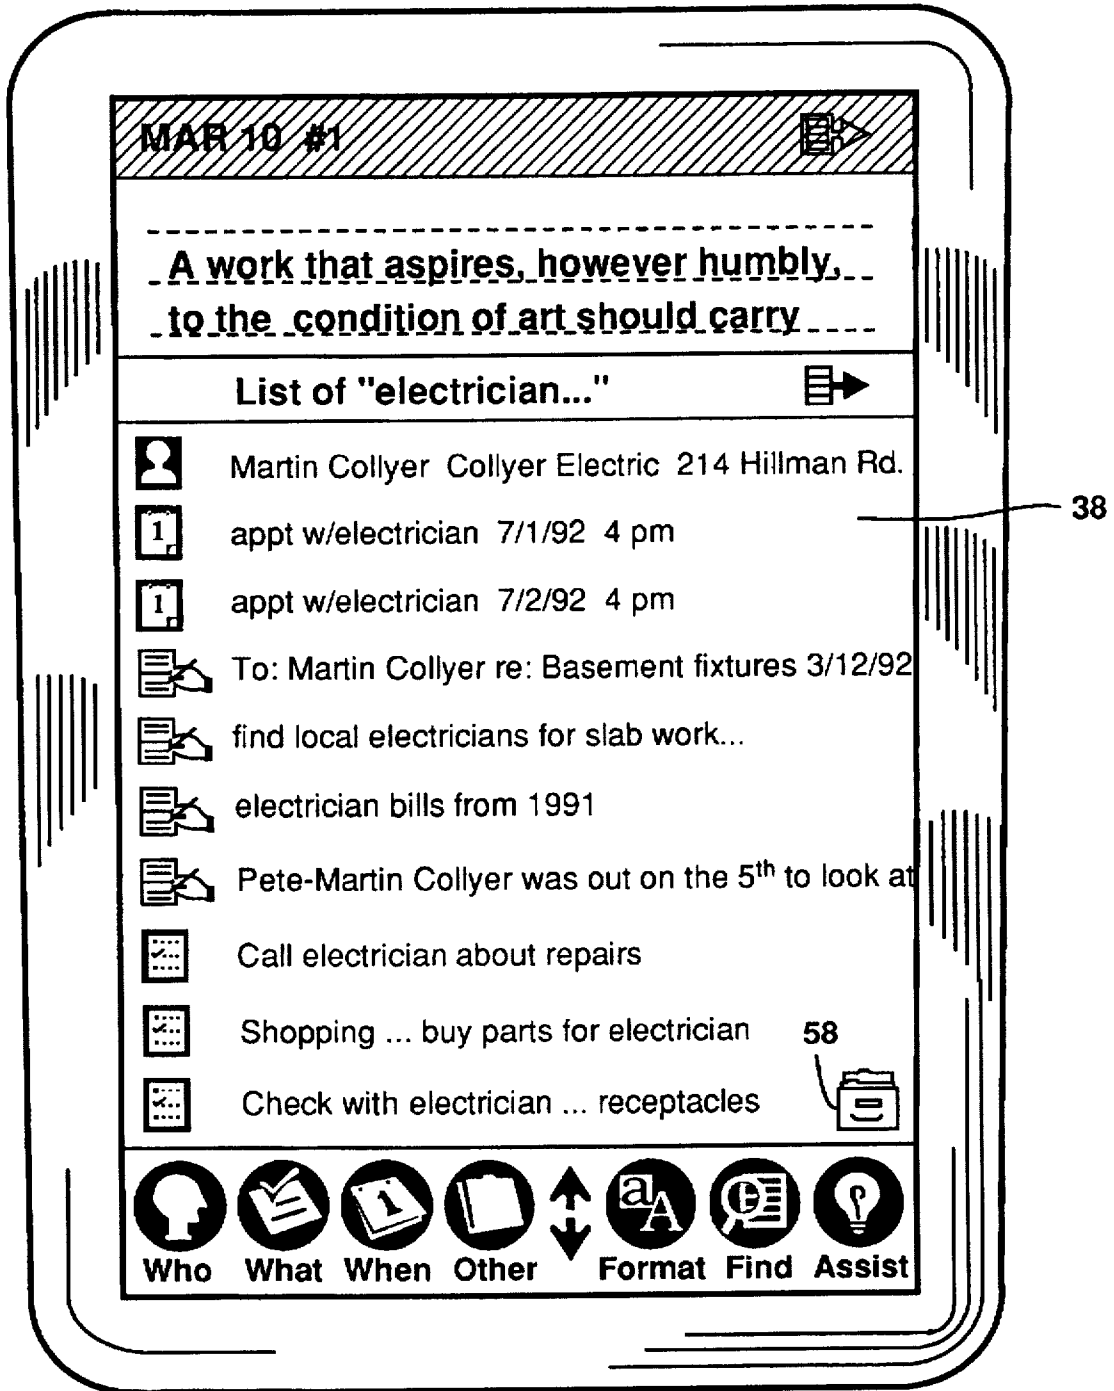 MAR 10 #1
A work that aspires, however humbly,
to the condition of art should carry
List of "electrician..."
Martin Collyer Collyer Electric 214 Hillman Rd.
1 appt w/electrician 7/1/92 4 pm
38
1 appt w/electrician 7/2/92 4 pm
To: Martin Collyer re: Basement fixtures 3/12/92
find local electricians for slab work...
electrician bills from 1991
Pete-Martin Collyer was out on the 5th to look at
Call electrician about repairs
Shopping ... buy parts for electrician
58
Check with electrician ... receptacles
1 aA
Who What When Other Format Find Assist